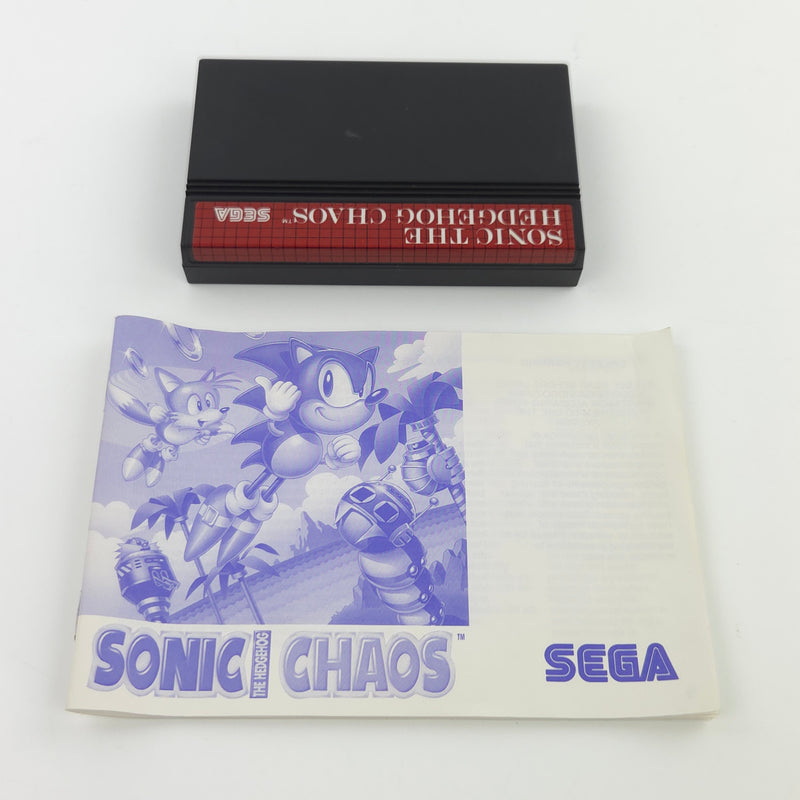 SONIC THE
HEDGEHOG CHAOS™
SEGA
SONIC
THE HEDGEHOG
CHAOS™
SEGA